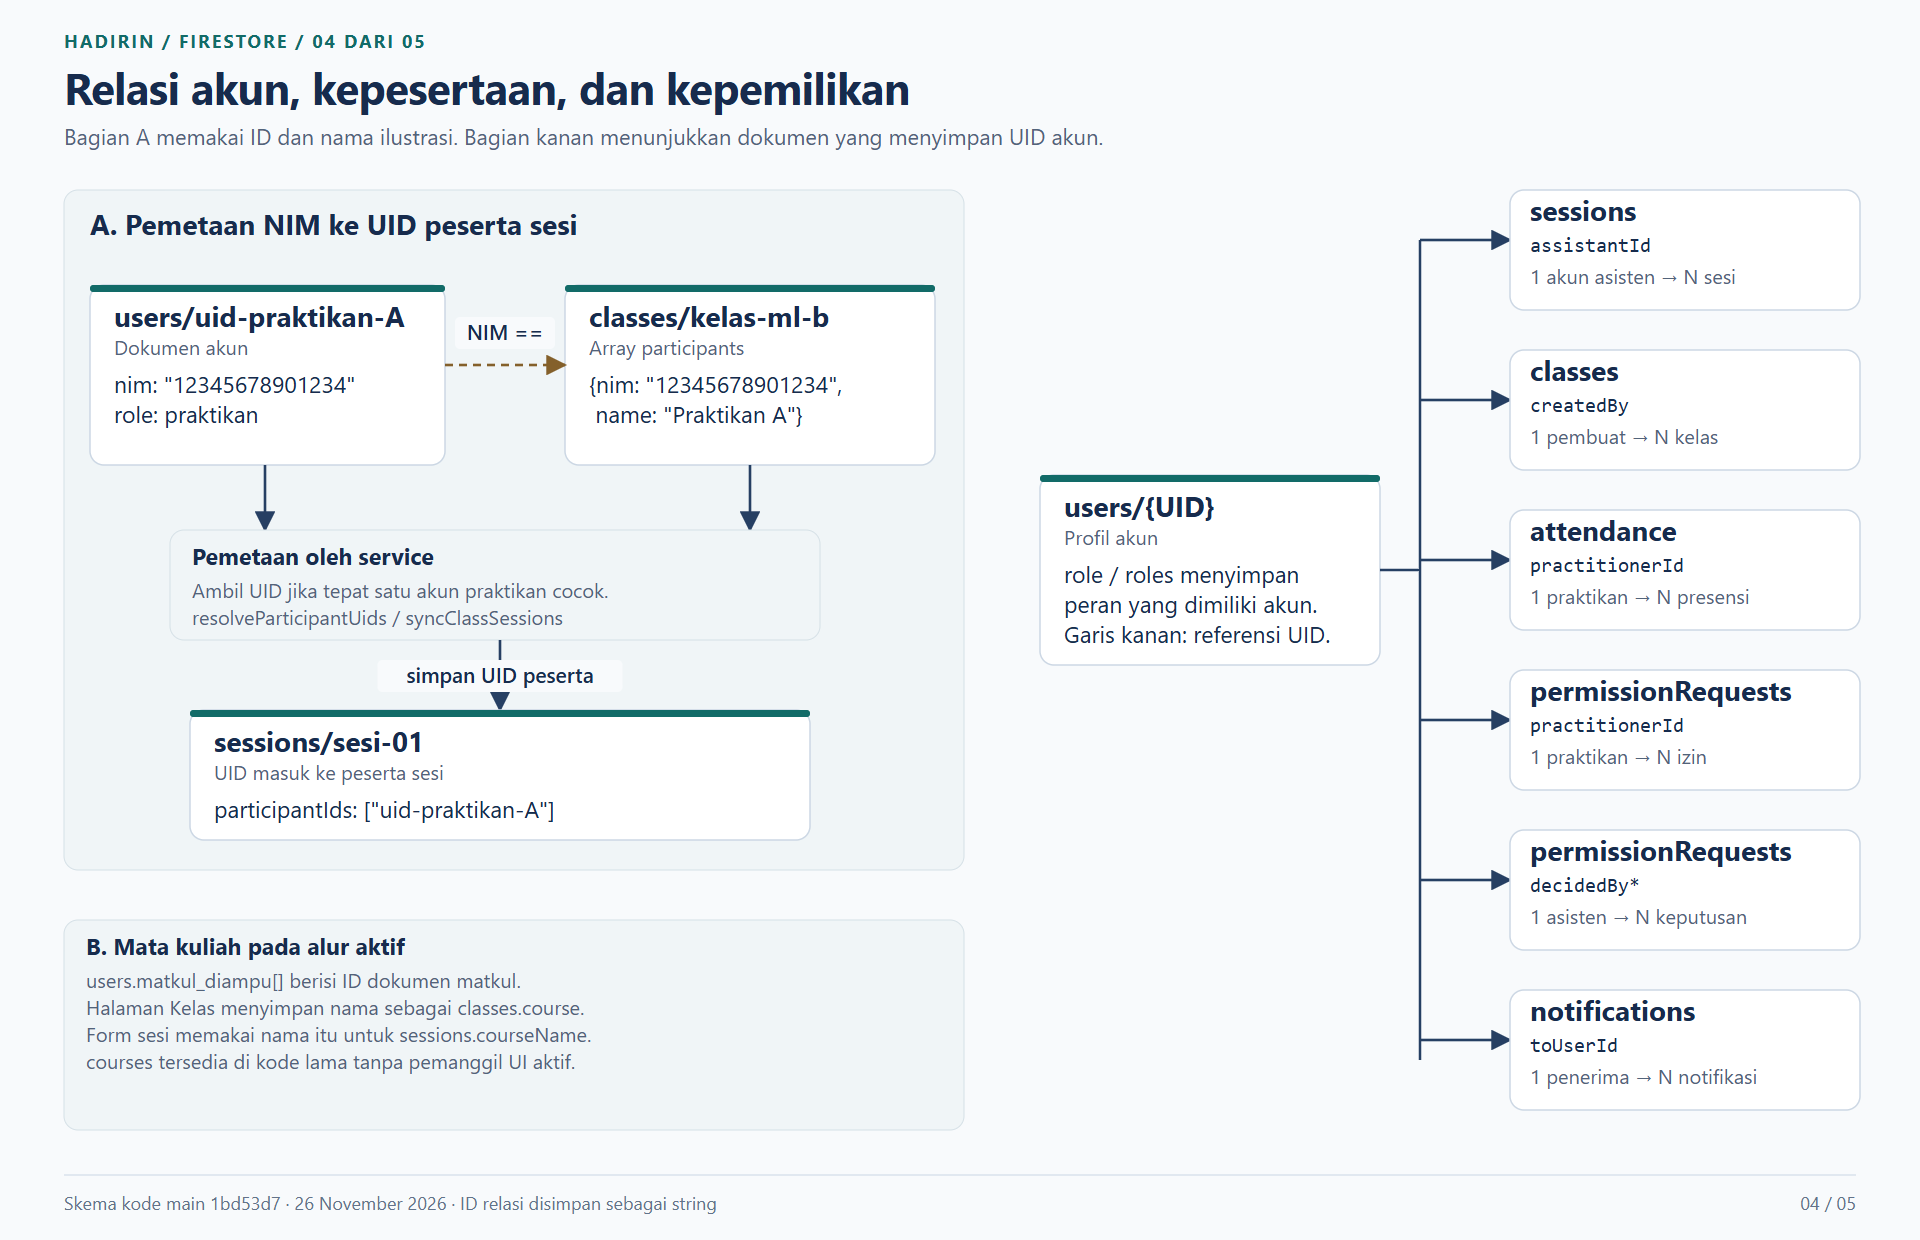 HADIRIN / FIRESTORE / 04 DARI 05
Relasi akun, kepesertaan, dan kepemilikan
Bagian A memakai ID dan nama ilustrasi. Bagian kanan menunjukkan dokumen yang menyimpan UID akun.
A. Pemetaan NIM ke UID peserta sesi
users/uid-praktikan-A
Dokumen akun
nim: "12345678901234"
role: praktikan
NIM ==
classes/kelas-ml-b
Array participants
{nim: "12345678901234",
name: "Praktikan A"}
Pemetaan oleh service
Ambil UID jika tepat satu akun praktikan cocok.
resolveParticipantUids / syncClassSessions
simpan UID peserta
sessions/sesi-01
UID masuk ke peserta sesi
participantIds: ["uid-praktikan-A"]
B. Mata kuliah pada alur aktif
users.matkul_diampu[] berisi ID dokumen matkul.
Halaman Kelas menyimpan nama sebagai classes.course.
Form sesi memakai nama itu untuk sessions.courseName.
courses tersedia di kode lama tanpa pemanggil UI aktif.
users/{UID}
Profil akun
role / roles menyimpan
peran yang dimiliki akun.
Garis kanan: referensi UID.
sessions
assistantId
1 akun asisten → N sesi
classes
createdBy
1 pembuat → N kelas
attendance
practitionerId
1 praktikan → N presensi
permissionRequests
practitionerId
1 praktikan → N izin
permissionRequests
decidedBy*
1 asisten → N keputusan
notifications
toUserId
1 penerima → N notifikasi
Skema kode main 1bd53d7 · 26 November 2026 · ID relasi disimpan sebagai string
04 / 05